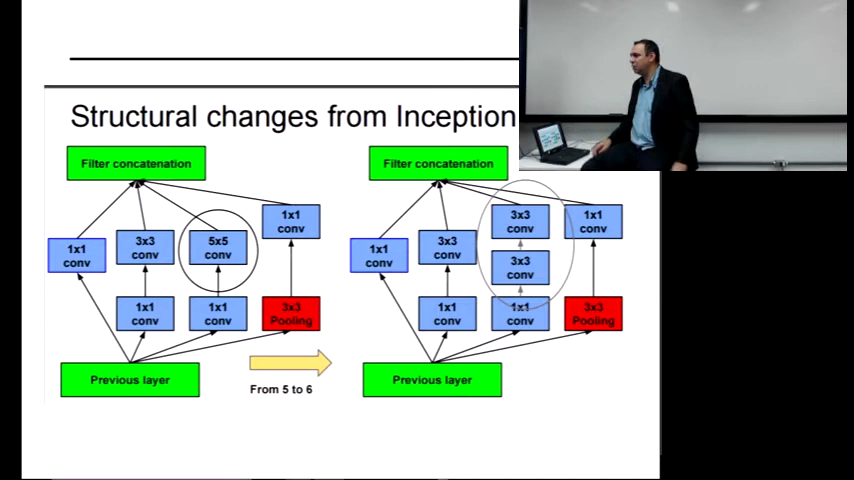 Structural changes from Inception
Filter concatenation
1x1
conv
3x3
conv
5x5
conv
1x1
conv
1x1
conv
1x1
conv
3x3
Pooling
Previous layer
From 5 to 6
Filter concatenation
1x1
conv
3x3
conv
3x3
conv
3x3
conv
1x1
conv
1x1
conv
1x1
conv
3x3
Pooling
Previous layer